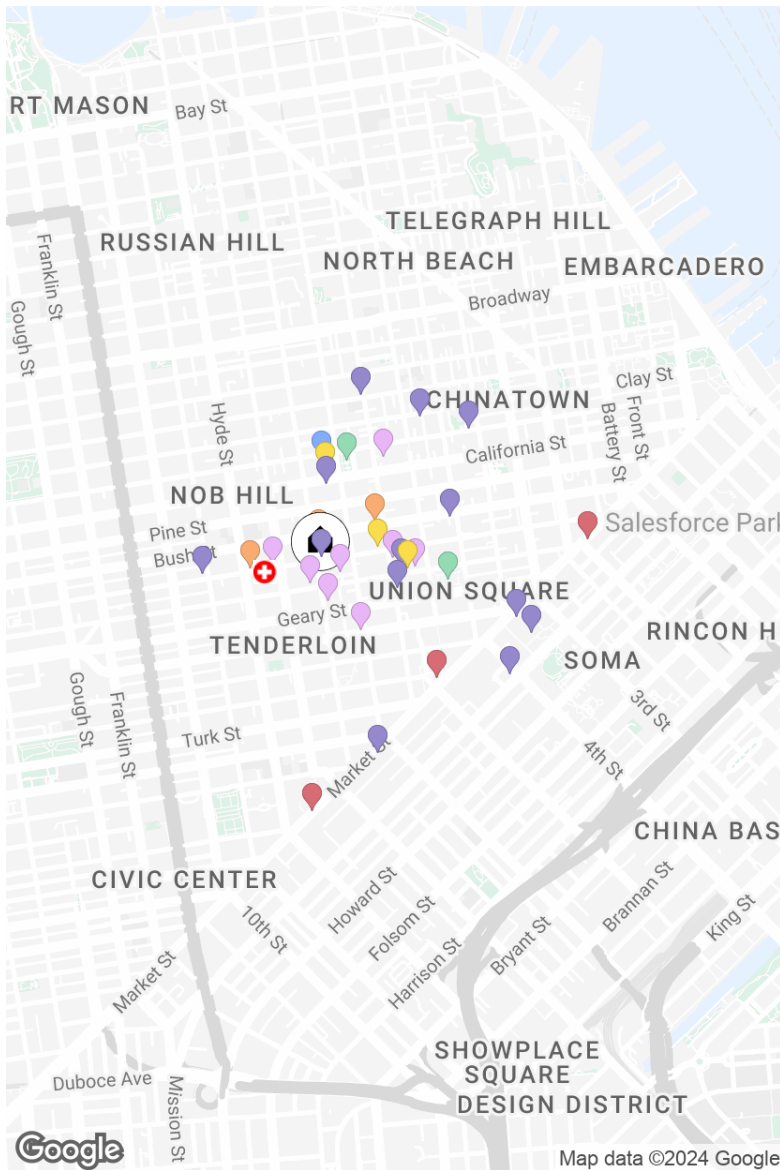 RT MASON
Bay St
TELEGRAPH HILL
RUSSIAN HILL
NORTH BEACH
EMBARCADERO
Franklin St
Gough St
Broadway
Clay St
CHINATOWN
Hyde St
Front St
Battery St
California St
NOB HILL
Pine St
Salesforce Parl
Bush St
UNION SQUARE
Geary St
TENDERLOIN
RINCON H
SOMA
Gough St
Franklin St
3rd St
Turk St
Market St
4th St
CHINA BAS
CIVIC CENTER
Howard St
Brannan St
10th St
Folsom St
King St
Bryant St
Harrison St
Market St
SHOWPLACE
SQUARE
Duboce Ave
Mission St
DESIGN DISTRICT
Google
Map data ©2024 Google